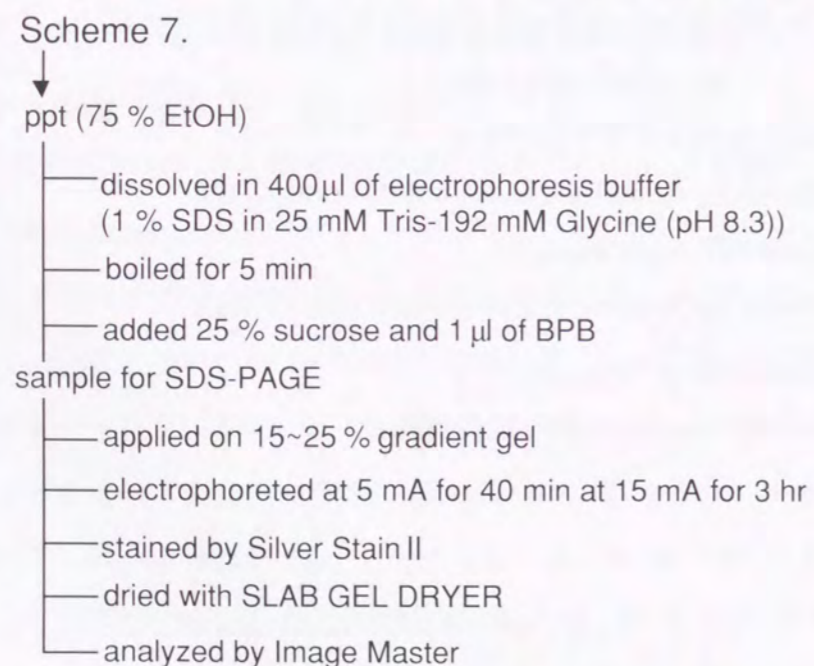 Scheme 7.
ppt (75 % EtOH)
dissolved in 400μl of electrophoresis buffer
(1 % SDS in 25 mM Tris-192 mM Glycine (pH 8.3))
boiled for 5 min
added 25 % sucrose and 1 μl of BPB
sample for SDS-PAGE
applied on 15~25 % gradient gel
electrophoreted at 5 mA for 40 min at 15 mA for 3 hr
stained by Silver Stain II
dried with SLAB GEL DRYER
analyzed by Image Master